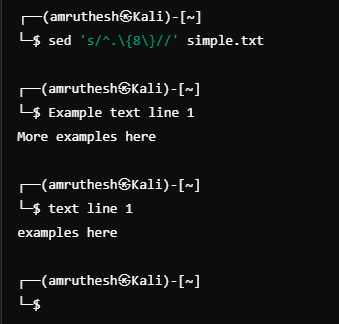 ┌──(amruthesh㉿Kali)-[~]
└─$ sed 's/^.\{8\}//' simple.txt
┌──(amruthesh㉿Kali)-[~]
└─$ Example text line 1
More examples here
┌──(amruthesh㉿Kali)-[~]
└─$ text line 1
examples here
┌──(amruthesh㉿Kali)-[~]
└─$